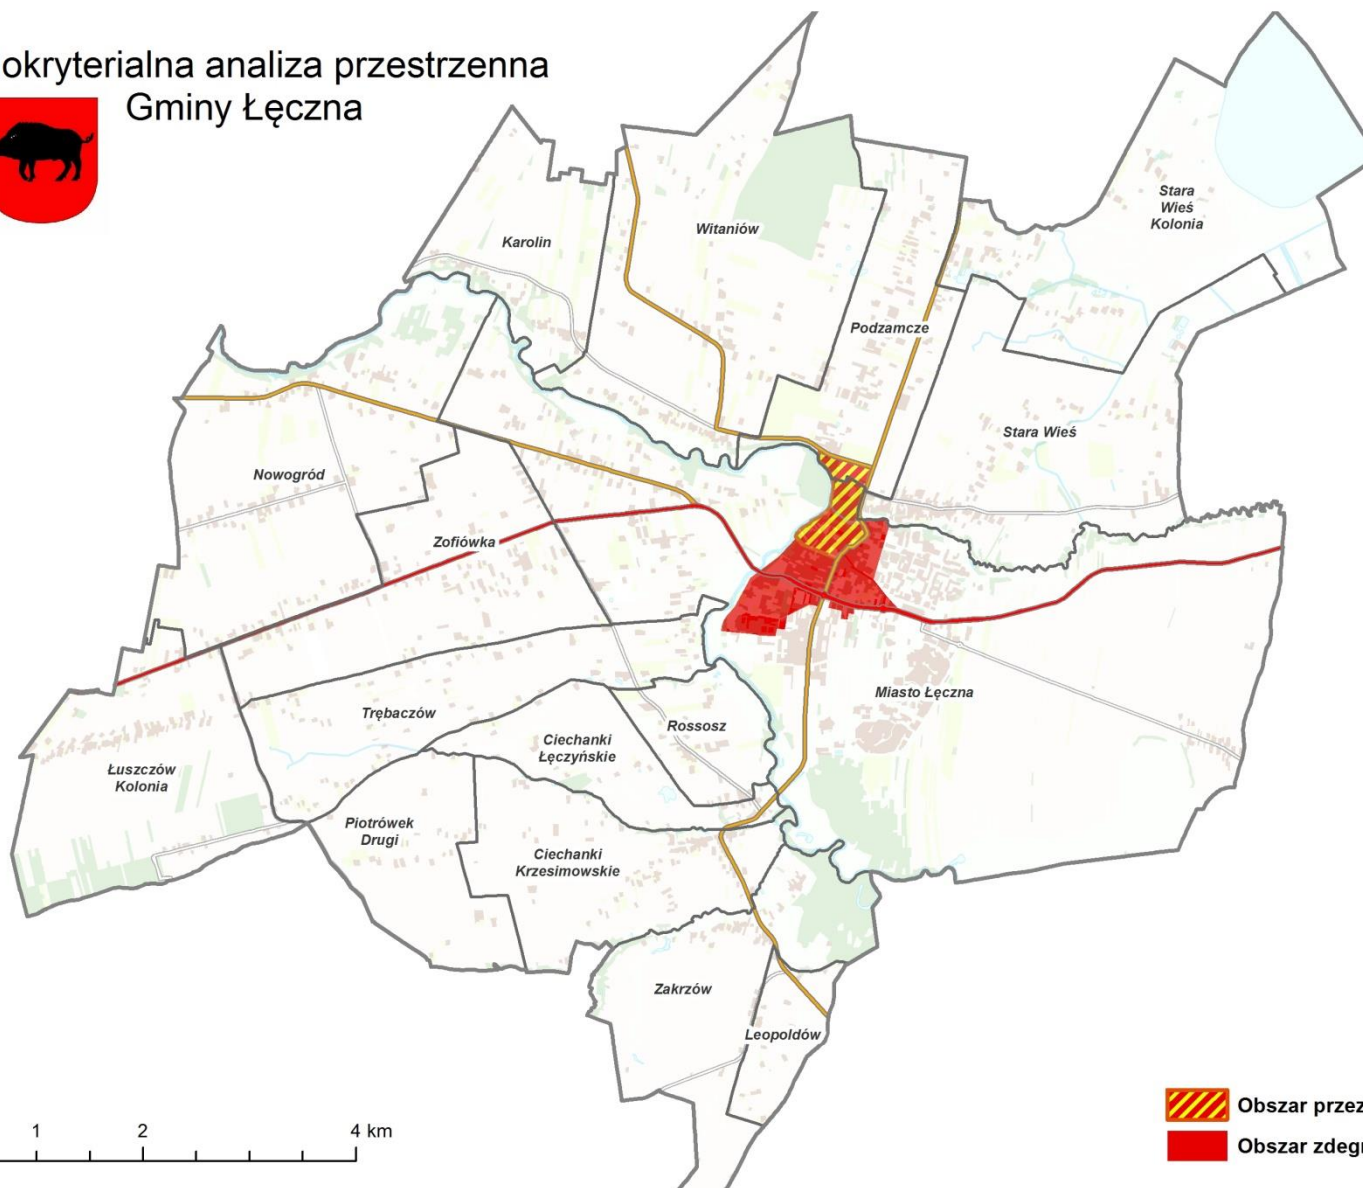 okryterialna analiza przestrzenna
Gminy Łęczna
Stara
Wieś
Kolonia
Witaniów
Karolin
Podzamcze
Stara Wieś
Nowogród
Zofiówka
Miasto Łęczna
Trębaczów
Rossosz
Ciechanki
Łęczyńskie
Łuszczów
Kolonia
Piotrówek
Drugi
Ciechanki
Krzesimowskie
Zakrzów
Leopoldów
Obszar przez
1 2 4 km
Obszar zdegr